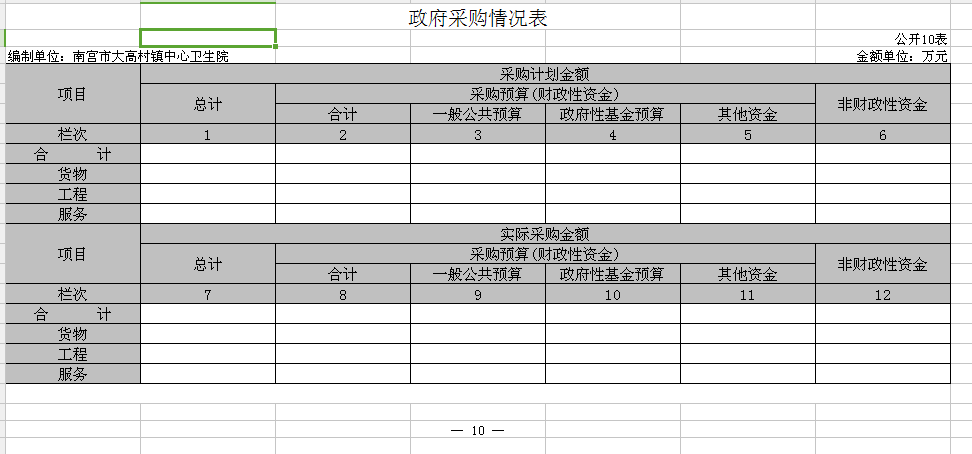 政府采购情况表
公开10表
编制单位：南宫市大高村镇中心卫生院 金额单位：万元
项目 采购计划金额
总计 采购预算(财政性资金) 非财政性资金
合计 一般公共预算 政府性基金预算 其他资金
栏次 1 2 3 4 5 6
合 计
货物
工程
服务
项目 实际采购金额
总计 采购预算(财政性资金) 非财政性资金
合计 一般公共预算 政府性基金预算 其他资金
栏次 7 8 9 10 11 12
合 计
货物
工程
服务
— 10 —